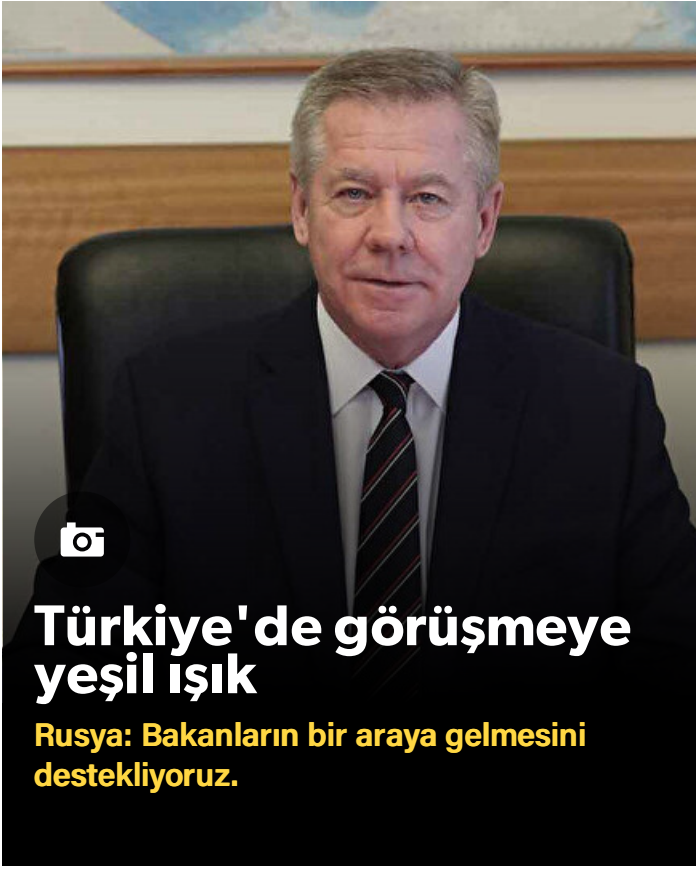 Türkiye'de görüşmeye
yeşil ışık
Rusya: Bakanların bir araya gelmesini
destekliyoruz.